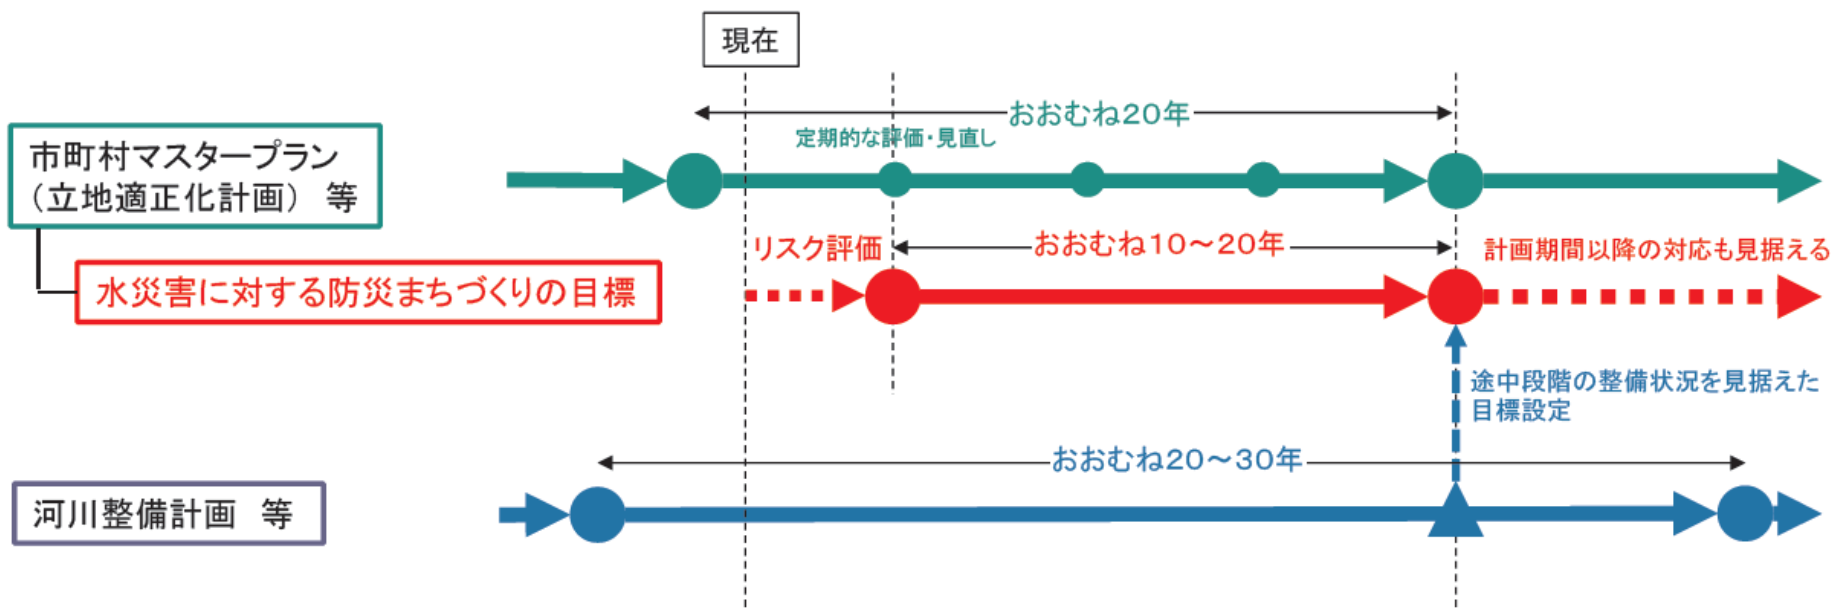 現在
おおむね20年
定期的な評価・見直し
市町村マスタープラン
（立地適正化計画）　等
リスク評価
おおむね10～20年
計画期間以降の対応も見据える
水災害に対する防災まちづくりの目標
途中段階の整備状況を見据えた
目標設定
おおむね20～30年
河川整備計画　等